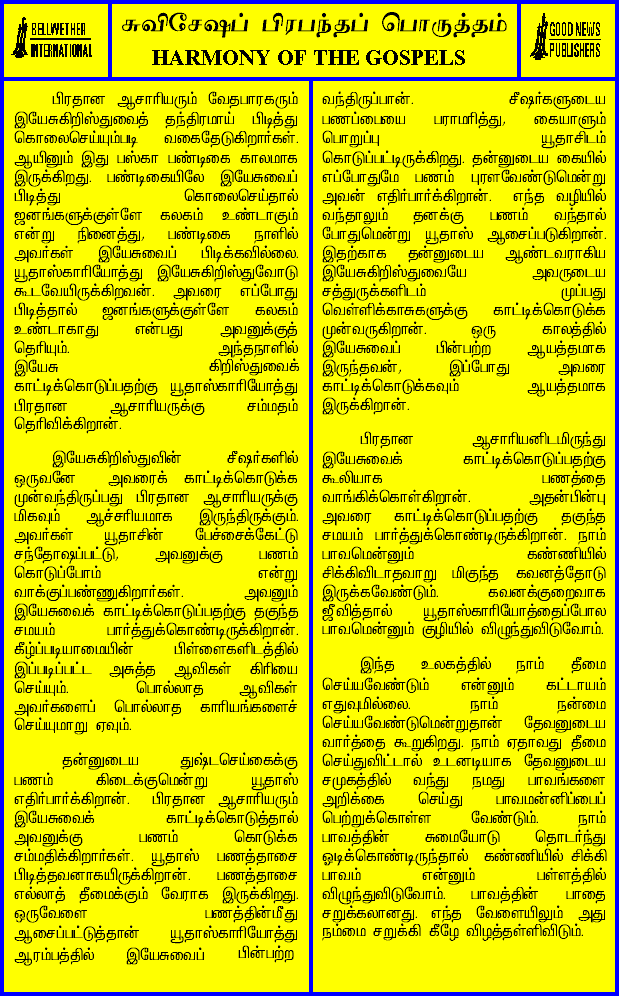 BELLWETHER
INTERNATIONAL
சுவிசேஷப் பிரபந்தப் பொருத்தம்
HARMONY OF THE GOSPELS
GOOD NEWS
PUBLISHERS
பிரதான ஆசாரியரும் வேதபாரகரும்
இயேசுகிறிஸ்துவைத் தந்திரமாய் பிடித்து
கொலைசெய்யும்படி வகைதேடுகிறார்கள்.
ஆயினும் இது பஸ்கா பண்டிகை காலமாக
இருக்கிறது. பண்டிகையிலே இயேசுவைப்
பிடித்து கொலைசெய்தால்
ஜனங்களுக்குள்ளே கலகம் உண்டாகும்
என்று நினைத்து, பண்டிகை நாளில்
அவர்கள் இயேசுவைப் பிடிக்கவில்லை.
யூதாஸ்காரியோத்து இயேசுகிறிஸ்துவோடு
கூடவேயிருக்கிறவன். அவரை எப்போது
பிடித்தால் ஜனங்களுக்குள்ளே கலகம்
உண்டாகாது என்பது அவனுக்குத்
தெரியும். அந்தநாளில்
இயேசு கிறிஸ்துவைக்
காட்டிக்கொடுப்பதற்கு யூதாஸ்காரியோத்து
பிரதான ஆசாரியருக்கு சம்மதம்
தெரிவிக்கிறான்.
இயேசுகிறிஸ்துவின் சீஷர்களில்
ஒருவனே அவரைக் காட்டிக்கொடுக்க
முன்வந்திருப்பது பிரதான ஆசாரியருக்கு
மிகவும் ஆச்சரியமாக இருந்திருக்கும்.
அவர்கள் யூதாசின் பேச்சைக்கேட்டு
சந்தோஷப்பட்டு, அவனுக்கு பணம்
கொடுப்போம் என்று
வாக்குப்பண்ணுகிறார்கள். அவனும்
இயேசுவைக் காட்டிக்கொடுப்பதற்கு தகுந்த
சமயம் பார்த்துக்கொண்டிருக்கிறான்.
கீழ்ப்படியாமையின் பிள்ளைகளிடத்தில்
இப்படிப்பட்ட அசுத்த ஆவிகள் கிரியை
செய்யும். பொல்லாத ஆவிகள்
அவர்களைப் பொல்லாத காரியங்களைச்
செய்யுமாறு ஏவும்.
தன்னுடைய துஷ்டசெய்கைக்கு
பணம் கிடைக்குமென்று யூதாஸ்
எதிர்பார்க்கிறான். பிரதான ஆசாரியரும்
இயேசுவைக் காட்டிக்கொடுத்தால்
அவனுக்கு பணம் கொடுக்க
சம்மதிக்கிறார்கள். யூதாஸ் பணத்தாசை
பிடித்தவனாகயிருக்கிறான். பணத்தாசை
எல்லாத் தீமைக்கும் வேராக இருக்கிறது.
ஒருவேளை பணத்தின்மீது
ஆசைப்பட்டுத்தான் யூதாஸ்காரியோத்து
ஆரம்பத்தில் இயேசுவைப் பின்பற்ற
வந்திருப்பான். சீஷர்களுடைய
பணப்பையை பராமரித்து, கையாளும்
பொறுப்பு யூதாசிடம்
கொடுப்பட்டிருக்கிறது. தன்னுடைய கையில்
எப்போதுமே பணம் புரளவேண்டுமென்று
அவன் எதிர்பார்க்கிறான். எந்த வழியில்
வந்தாலும் தனக்கு பணம் வந்தால்
போதுமென்று யூதாஸ் ஆசைப்படுகிறான்.
இதற்காக தன்னுடைய ஆண்டவராகிய
இயேசுகிறிஸ்துவையே அவருடைய
சத்துருக்களிடம் முப்பது
வெள்ளிக்காசுகளுக்கு காட்டிக்கொடுக்க
முன்வருகிறான். ஒரு காலத்தில்
இயேசுவைப் பின்பற்ற ஆயத்தமாக
இருந்தவன், இப்போது அவரை
காட்டிக்கொடுக்கவும் ஆயத்தமாக
இருக்கிறான்.
பிரதான ஆசாரியனிடமிருந்து
இயேசுவைக் காட்டிக்கொடுப்பதற்கு
கூலியாக பணத்தை
வாங்கிக்கொள்கிறான். அதன்பின்பு
அவரை காட்டிக்கொடுப்பதற்கு தகுந்த
சமயம் பார்த்துக்கொண்டிருக்கிறான். நாம்
பாவமென்னும் கண்ணியில்
சிக்கிவிடாதவாறு மிகுந்த கவனத்தோடு
இருக்கவேண்டும். கவனக்குறைவாக
ஜீவித்தால் யூதாஸ்காரியோத்தைப்போல
பாவமென்னும் குழியில் விழுந்துவிடுவோம்.
இந்த உலகத்தில் நாம் தீமை
செய்யவேண்டும் என்னும் கட்டாயம்
எதுவுமில்லை. நாம் நன்மை
செய்யவேண்டுமென்றுதான் தேவனுடைய
வார்த்தை கூறுகிறது. நாம் ஏதாவது தீமை
செய்துவிட்டால் உடனடியாக தேவனுடைய
சமுகத்தில் வந்து நமது பாவங்களை
அறிக்கை செய்து பாவமன்னிப்பைப்
பெற்றுக்கொள்ள வேண்டும். நாம்
பாவத்தின் சுமையோடு தொடர்ந்து
ஓடிக்கொண்டிருந்தால் கண்ணியில் சிக்கி
பாவம் என்னும் பள்ளத்தில்
விழுந்துவிடுவோம். பாவத்தின் பாதை
சறுக்கலானது. எந்த வேளையிலும் அது
நம்மை சறுக்கி கீழே விழத்தள்ளிவிடும்.